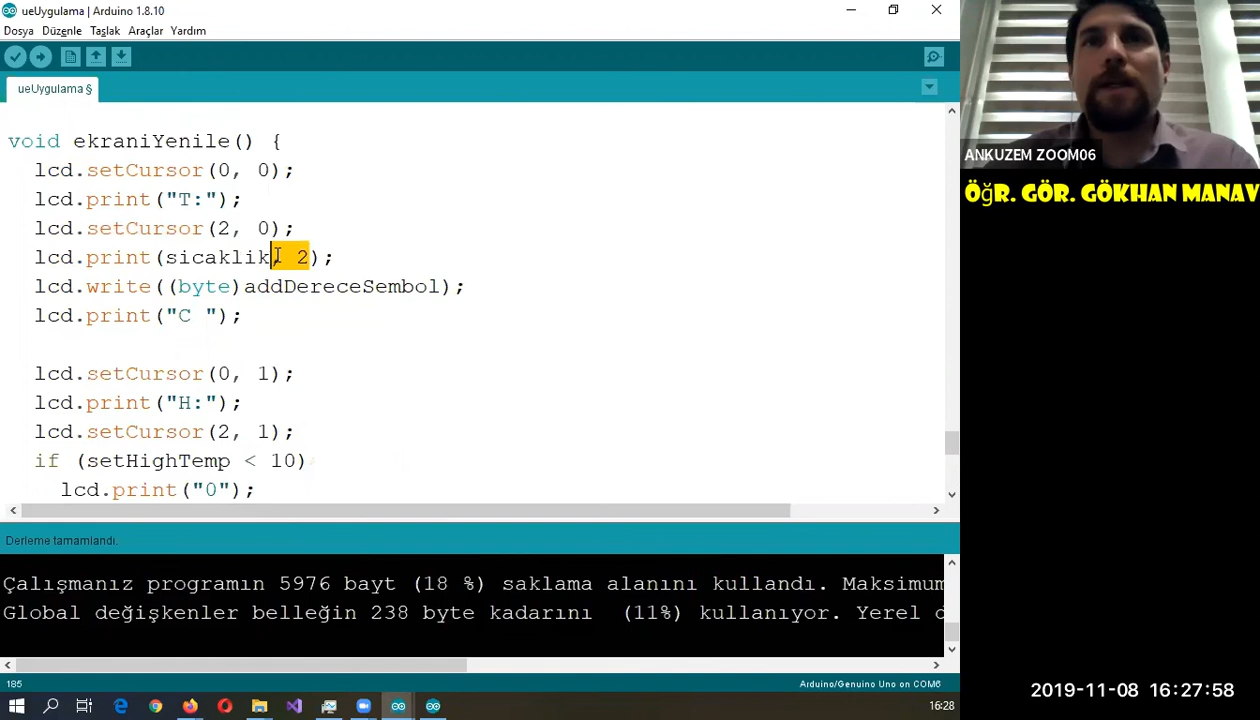 ueUygulama | Arduino 1.8.10
Dosya Düzenle Taslak Araçlar Yardım
ueUygulama §
void ekraniYenile() {
lcd.setCursor(0, 0);
lcd.print("T:");
lcd.setCursor(2, 0);
lcd.print(sicaklik, 2);
lcd.write((byte)addDereceSembol);
lcd.print("C ");
lcd.setCursor(0, 1);
lcd.print("H:");
lcd.setCursor(2, 1);
if (setHighTemp < 10)
lcd.print("0");
Derleme tamamlandı.
Çalışmanız programın 5976 bayt (18 %) saklama alanını kullandı. Maksimum
Global değişkenler belleğin 238 byte kadarını (11%) kullanıyor. Yerel d
185
Arduino/Genuino Uno on COM6
16:28
ANKUZEM ZOOM06
ÖğR. GÖR. GÖKHAN MANAV
2019-11-08 16:27:58